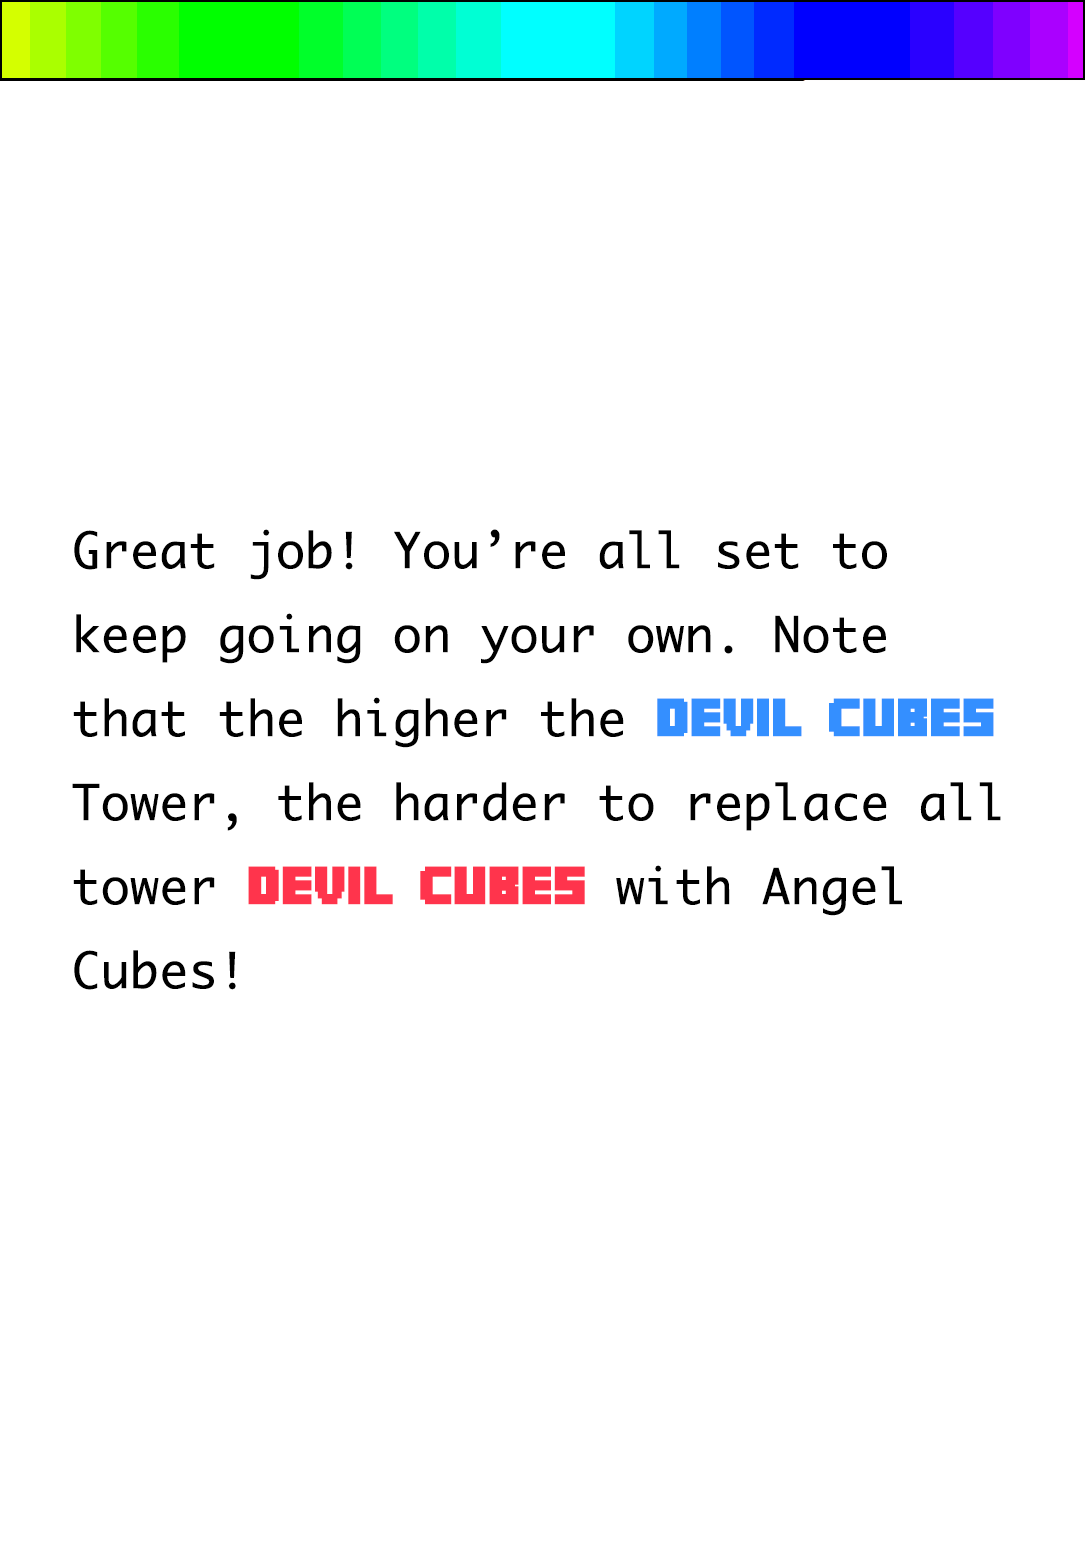 Great job! You’re all set to
keep going on your own. Note
that the higher the DEVIL CUBES
Tower, the harder to replace all
tower DEVIL CUBES with Angel
Cubes!